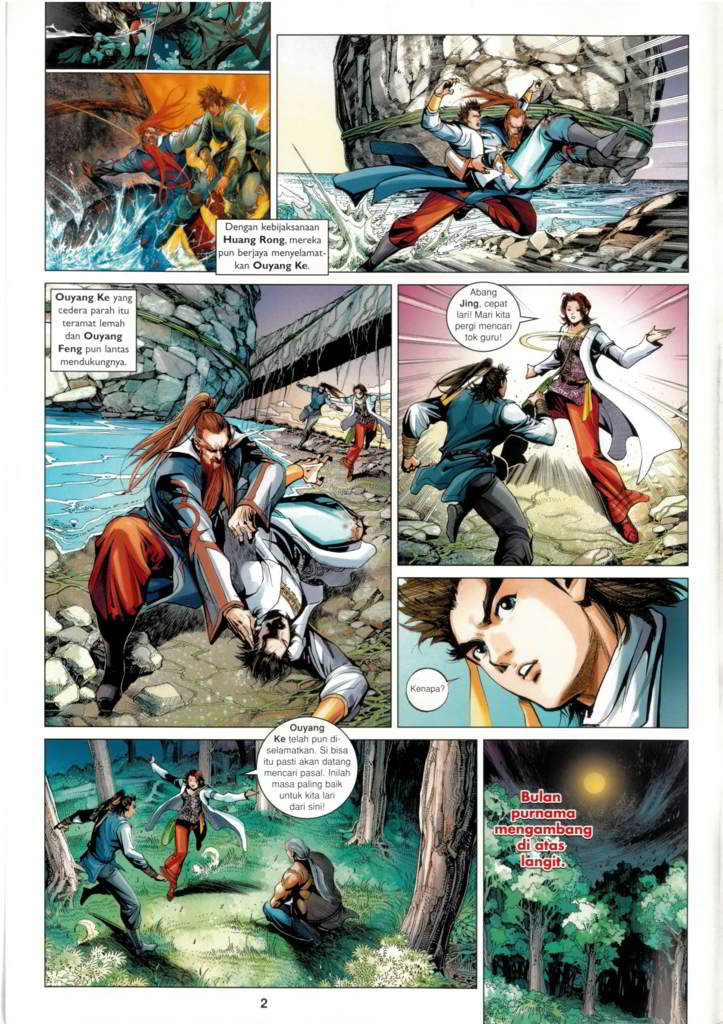 Dengan kebijaksanaan
Huang Rong, mereka
pun berjaya menyelamat-
kan Ouyang Ke.
Ouyang Ke yang
cedera parah itu
teramat lemah
dan Ouyang
Feng pun lantas
mendukungnya.
Abang
Jing, cepat
lari! Mari kita
pergi mencari
tok guru!
Kenapa?
Ouyang
Ke telah pun di-
selamatkan. Si bisa
itu pasti akan datang
mencari pasal. Inilah
masa paling baik
untuk kita lari
dari sini!
Bulan
purnama
mengambang
di atas
langit.
2